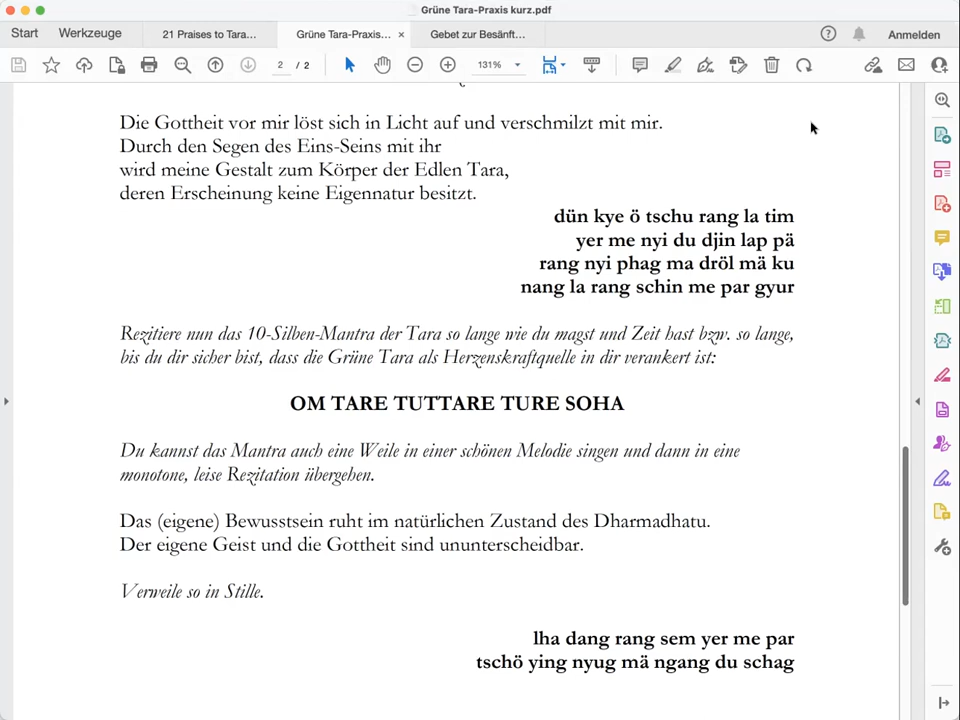 Grüne Tara-Praxis kurz.pdf
Start
Werkzeuge
21 Praises to Tara...
Grüne Tara-Praxis... ×
Gebet zur Besänft...
Anmelden
2 / 2
131%
Die Gottheit vor mir löst sich in Licht auf und verschmilzt mit mir.
Durch den Segen des Eins-Seins mit ihr
wird meine Gestalt zum Körper der Edlen Tara,
deren Erscheinung keine Eigennatur besitzt.
dün kye ö tschu rang la tim
yer me nyi du djin lap pä
rang nyi phag ma dröl mä ku
nang la rang schin me par gyur
Rezitiere nun das 10-Silben-Mantra der Tara so lange wie du magst und Zeit hast bzw. so lange,
bis du dir sicher bist, dass die Grüne Tara als Herzenskraftquelle in dir verankert ist:
OM TARE TUTTARE TURE SOHA
Du kannst das Mantra auch eine Weile in einer schönen Melodie singen und dann in eine
monotone, leise Rezitation übergehen.
Das (eigene) Bewusstsein ruht im natürlichen Zustand des Dharmadhatu.
Der eigene Geist und die Gottheit sind ununterscheidbar.
Verweile so in Stille.
lha dang rang sem yer me par
tschö ying nyug mä ngang du schag